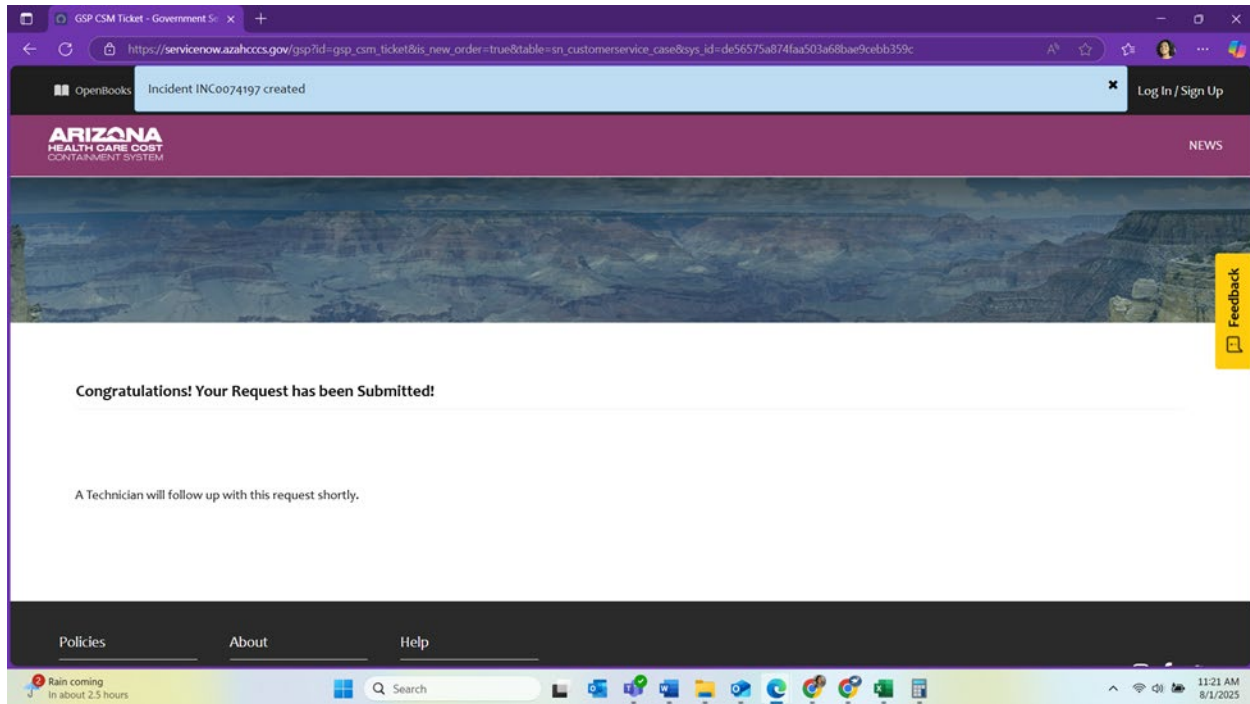 GSP CSM Ticket - Government Se
https://servicenow.azahcccs.gov/gsp?id=gsp_csm_ticket&is_new_order=true&table=sn_customerservice_case&sys_id=de56575a874faa503a68bae9cebb359c
OpenBooks
Incident INC0074197 created
Log In / Sign Up
ARIZONA
HEALTH CARE COST
CONTAINMENT SYSTEM
NEWS
Feedback
Congratulations! Your Request has been Submitted!
A Technician will follow up with this request shortly.
Policies About Help
2
Rain coming
In about 2.5 hours
Search
11:21 AM
8/1/2025